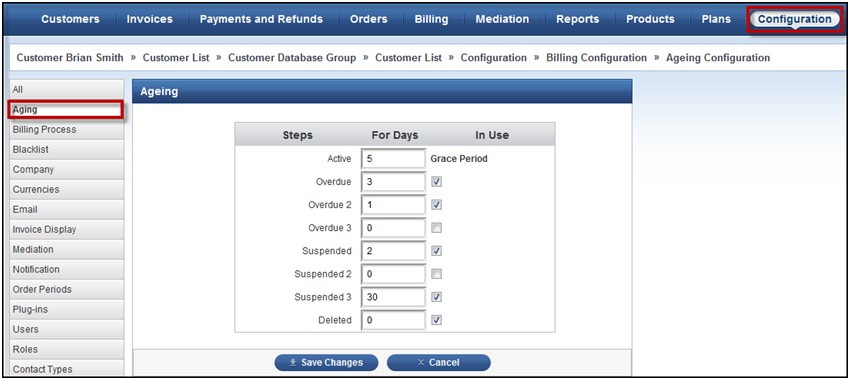 Customers Invoices Payments and Refunds Orders Billing Mediation Reports Products Plans Configuration
Customer Brian Smith » Customer List » Customer Database Group » Customer List » Configuration » Billing Configuration » Ageing Configuration
All
Aging
Billing Process
Blacklist
Company
Currencies
Email
Invoice Display
Mediation
Notification
Order Periods
Plug-ins
Users
Roles
Contact Types
Ageing
Steps For Days In Use
Active 5 Grace Period
Overdue 3
Overdue 2 1
Overdue 3 0
Suspended 2
Suspended 2 0
Suspended 3 30
Deleted 0
Save Changes Cancel